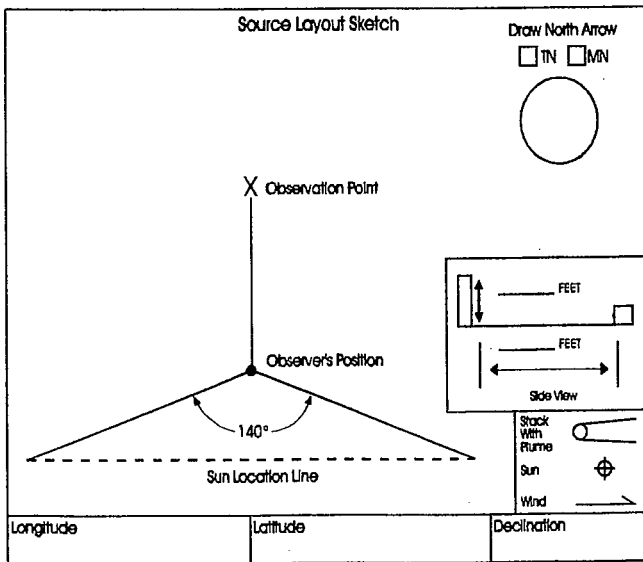 Source Layout Sketch
Draw North Arrow
TN MN
X Observation Point
FEET
Observer's Position
FEET
Side View
140°
Sun Location Line
Stack
With
Plume
Sun
Wind
Longitude
Latitude
Declination